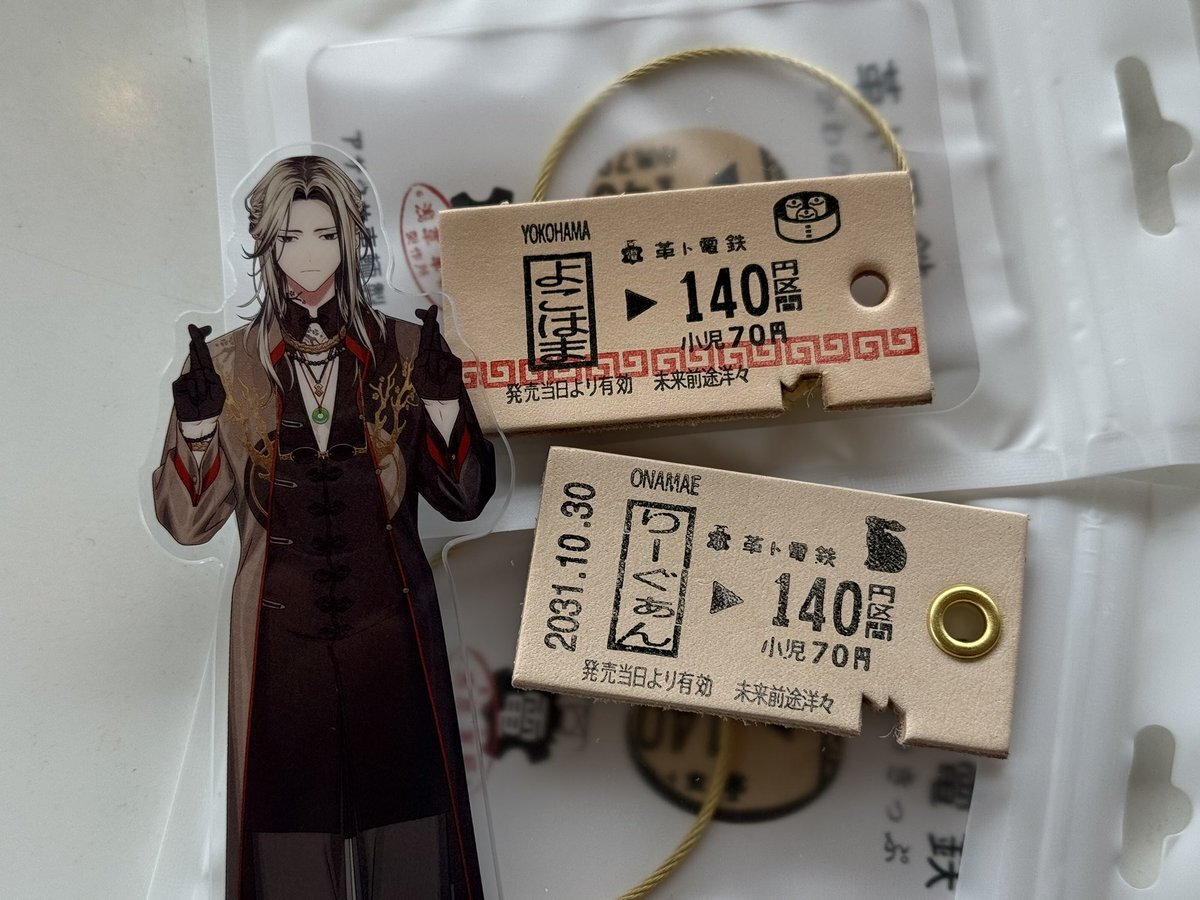 YOKOHAMA
よこはま
革ト電鉄
140円区間
小児70円
発売当日より有効 未来前途洋々
ONAMAE
2031.10.30
りーぐあん
革ト電鉄
140円区間
小児70円
発売当日より有効 未来前途洋々
きっぷ